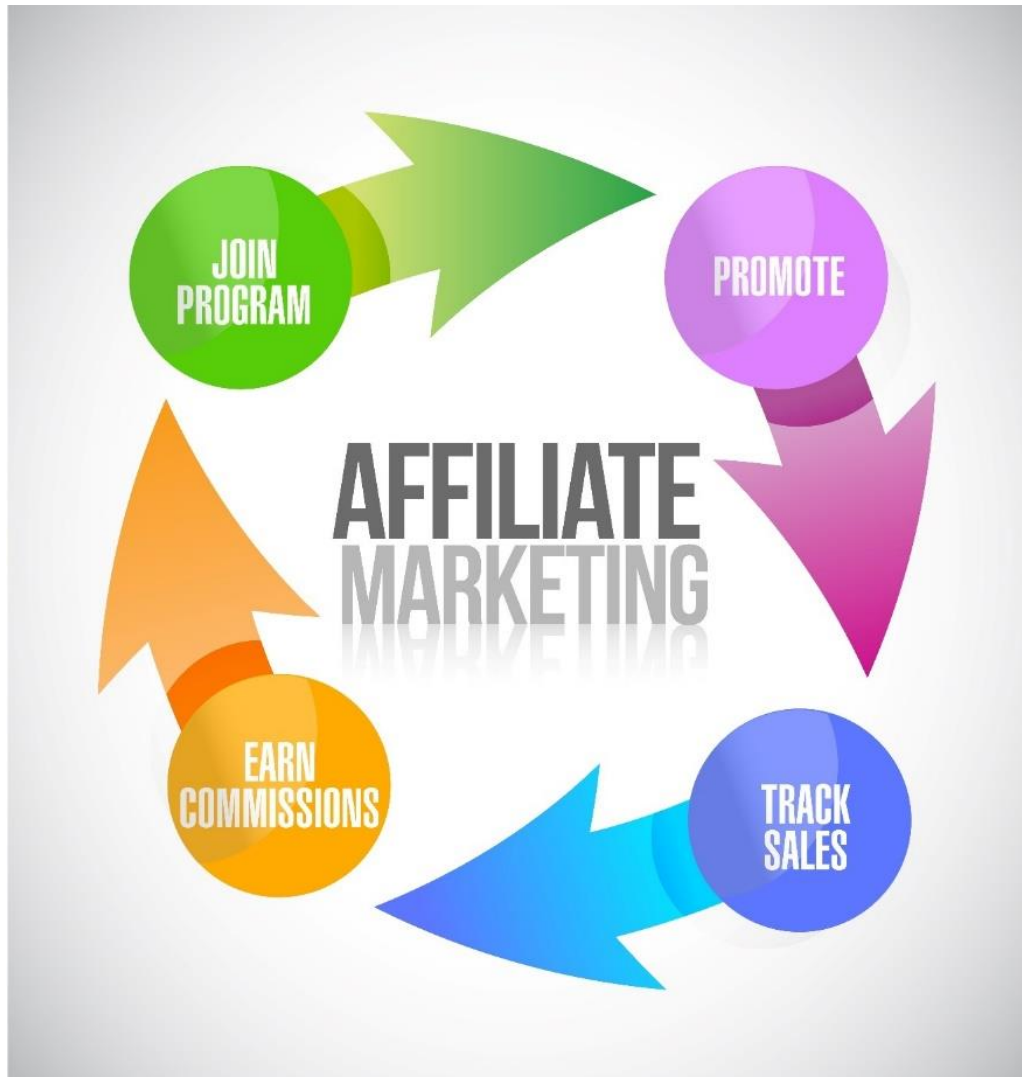 JOIN
PROGRAM
PROMOTE
AFFILIATE
MARKETING
EARN
COMMISSIONS
TRACK
SALES